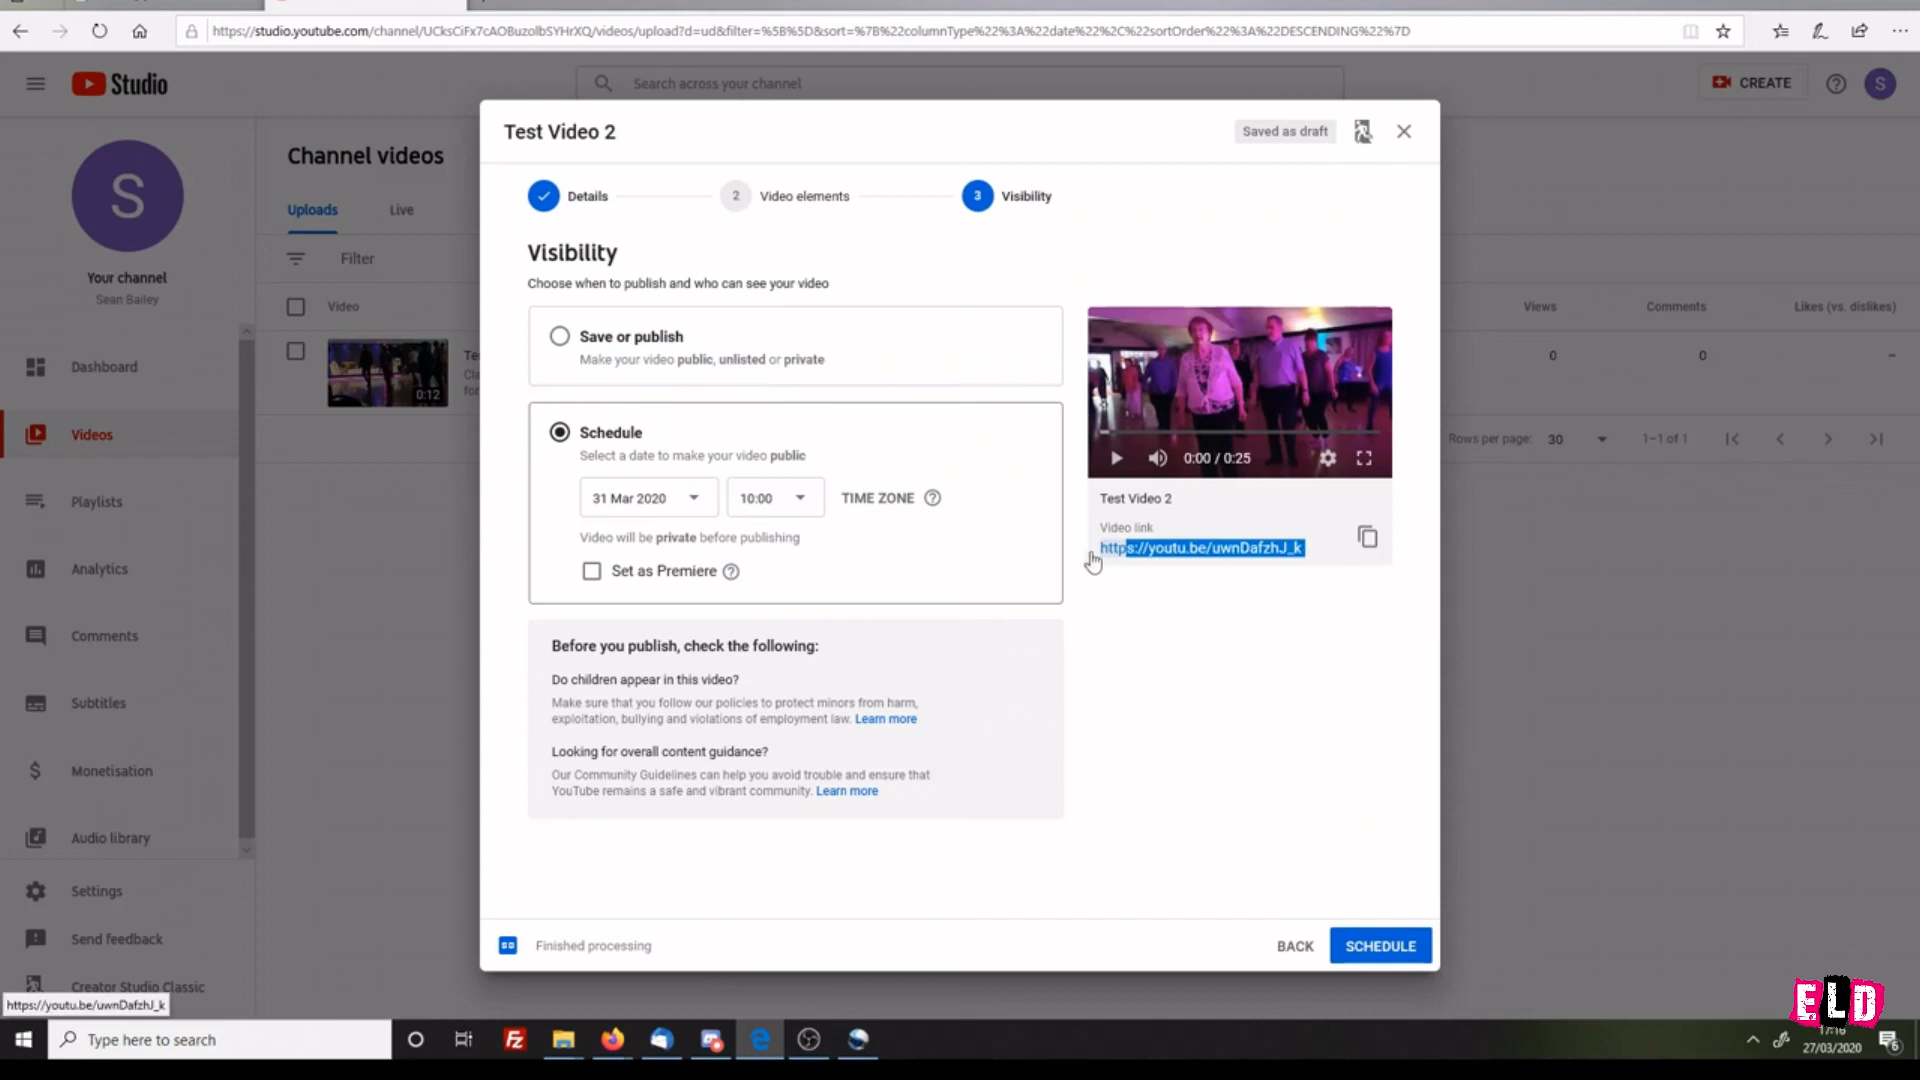 https://studio.youtube.com/channel/UCksCiFx7cAOBuzolbSYHrXQ/videos/upload?d=ud&filter=%5B%5D&sort=%7B%22columnType%22%3A%22date%22%2C%22sortOrder%22%3A%22DESCENDING%22%7D
Studio
Search across your channel
CREATE
S
S
Your channel
Sean Bailey
Dashboard
Videos
Playlists
Analytics
Comments
Subtitles
Monetisation
Audio library
Settings
Send feedback
Creator Studio Classic
Channel videos
Uploads
Live
Filter
Video
Views
Comments
Likes (vs. dislikes)
0:12
Te
Cla
for
0
0
–
Rows per page:
30
1–1 of 1
Test Video 2
Saved as draft
Details
2
Video elements
3
Visibility
Visibility
Choose when to publish and who can see your video
Save or publish
Make your video public, unlisted or private
Schedule
Select a date to make your video public
31 Mar 2020
10:00
TIME ZONE
Video will be private before publishing
Set as Premiere
Before you publish, check the following:
Do children appear in this video?
Make sure that you follow our policies to protect minors from harm,
exploitation, bullying and violations of employment law. Learn more
Looking for overall content guidance?
Our Community Guidelines can help you avoid trouble and ensure that
YouTube remains a safe and vibrant community. Learn more
0:00 / 0:25
Test Video 2
Video link
https://youtu.be/uwnDafzhJ_k
SD
Finished processing
BACK
SCHEDULE
https://youtu.be/uwnDafzhJ_k
Type here to search
Fz
ELD
17:16
27/03/2020
6